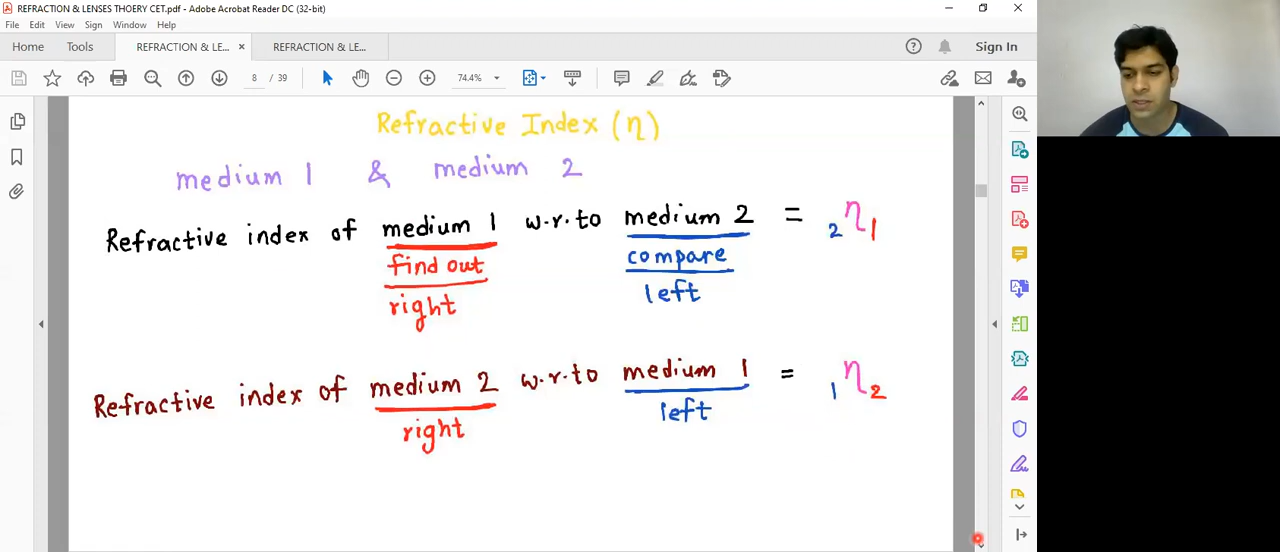 REFRACTION & LENSES THOERY CET.pdf - Adobe Acrobat Reader DC (32-bit)
File Edit View Sign Window Help
Home Tools REFRACTION & LE... × REFRACTION & LE... Sign In
8 / 39 74.4%
Refractive Index (η)
medium 1 & medium 2
Refractive index of medium 1 w.r.to medium 2 = ₂η₁
find out compare
right left
Refractive index of medium 2 w.r.to medium 1 = ₁η₂
right left